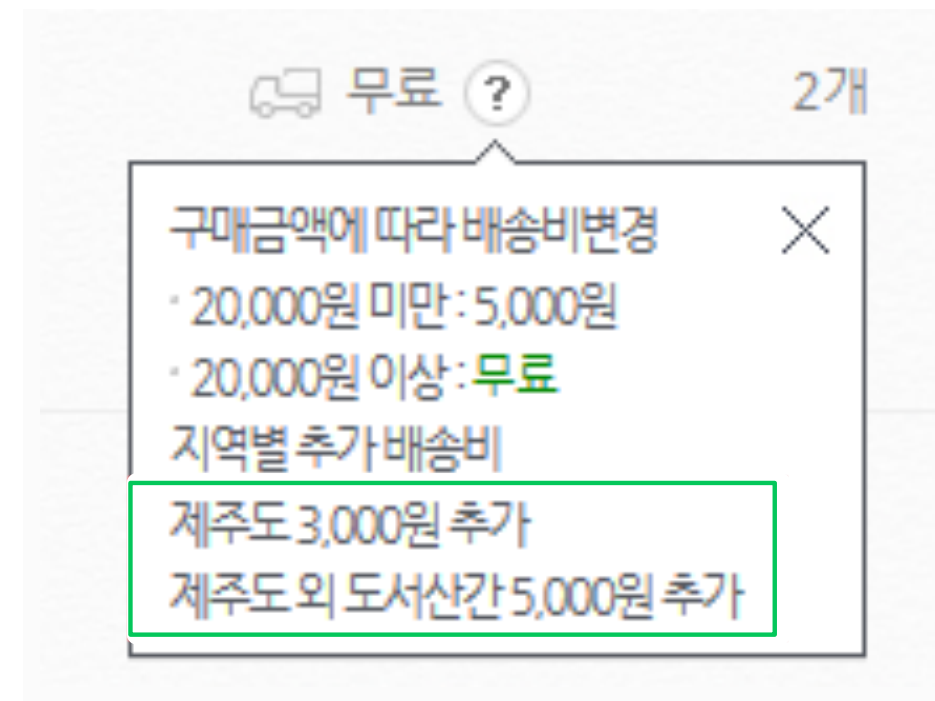 무료 ? 2개
구매금액에 따라 배송비변경
· 20,000원 미만 : 5,000원
· 20,000원 이상 : 무료
지역별 추가 배송비
제주도 3,000원 추가
제주도 외 도서산간 5,000원 추가